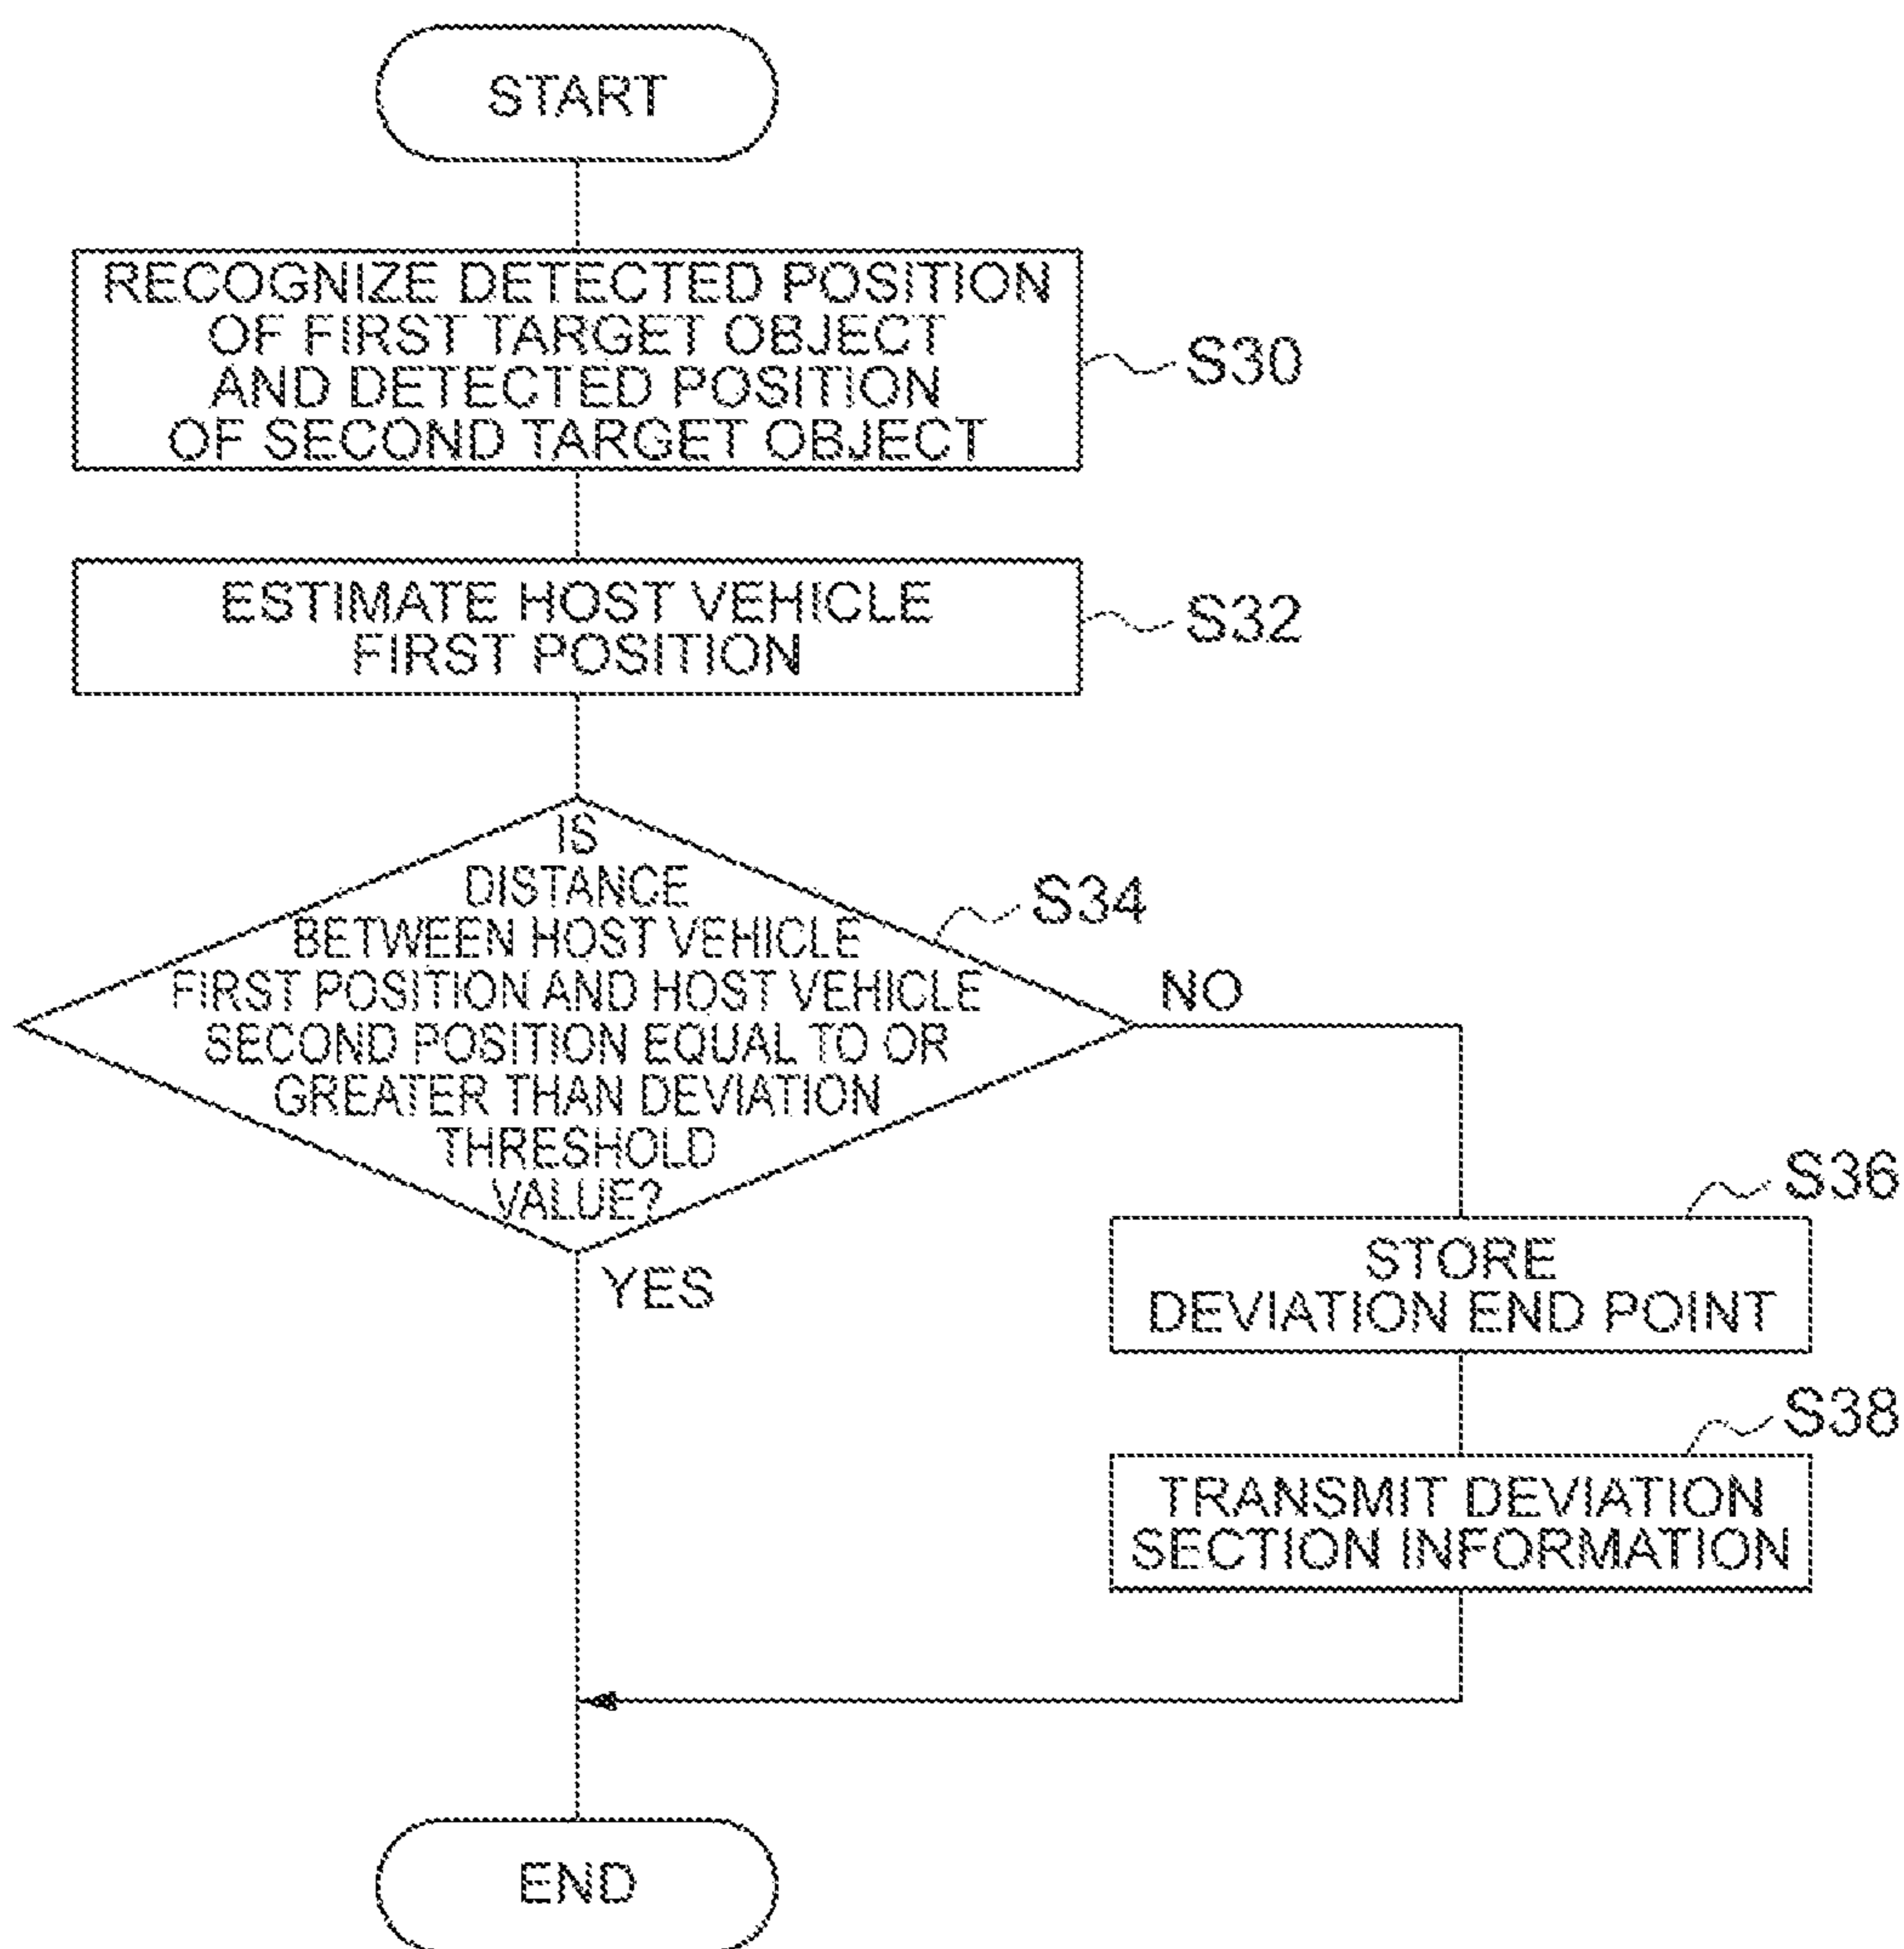 START
RECOGNIZE DETECTED POSITION
OF FIRST TARGET OBJECT
AND DETECTED POSITION
OF SECOND TARGET OBJECT
S30
ESTIMATE HOST VEHICLE
FIRST POSITION
S32
IS
DISTANCE
BETWEEN HOST VEHICLE
FIRST POSITION AND HOST VEHICLE
SECOND POSITION EQUAL TO OR
GREATER THAN DEVIATION
THRESHOLD
VALUE?
S34
NO
YES
S36
STORE
DEVIATION END POINT
S38
TRANSMIT DEVIATION
SECTION INFORMATION
END